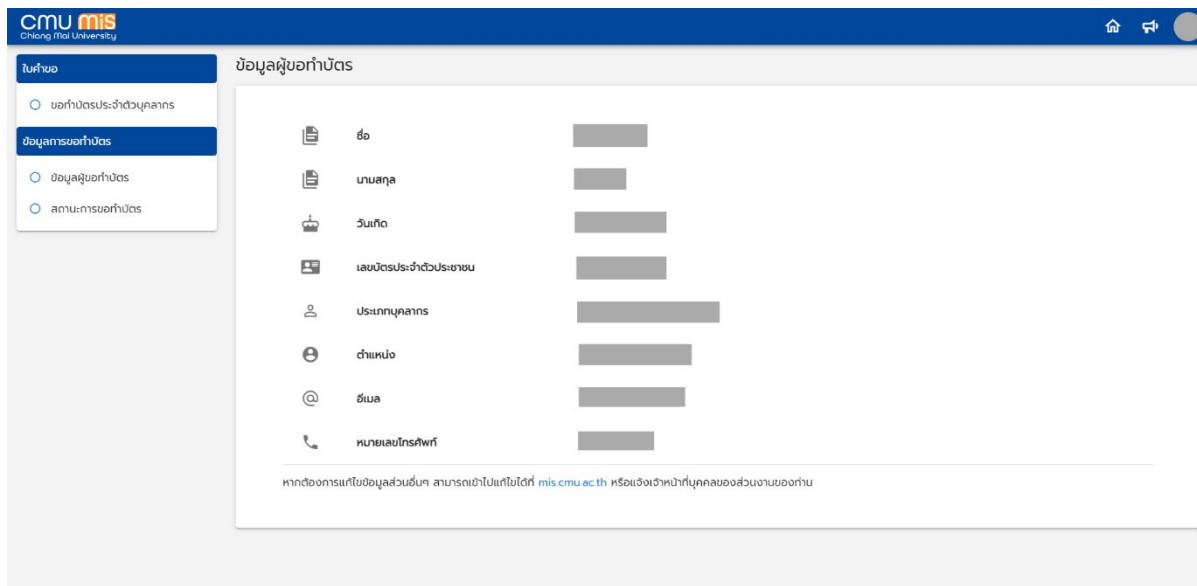 CMU mis
Chiang Mai University
ใบคำขอ
ขอทำบัตรประจำตัวบุคลากร
ข้อมูลการขอทำบัตร
ข้อมูลผู้ขอทำบัตร
สถานะการขอทำบัตร
ข้อมูลผู้ขอทำบัตร
ชื่อ
นามสกุล
วันเกิด
เลขบัตรประจำตัวประชาชน
ประเภทบุคลากร
ตำแหน่ง
อีเมล
หมายเลขโทรศัพท์
หากต้องการแก้ไขข้อมูลส่วนอื่นๆ สามารถเข้าไปแก้ไขได้ที่ mis.cmu.ac.th หรือแจ้งเจ้าหน้าที่บุคคลของส่วนงานของท่าน